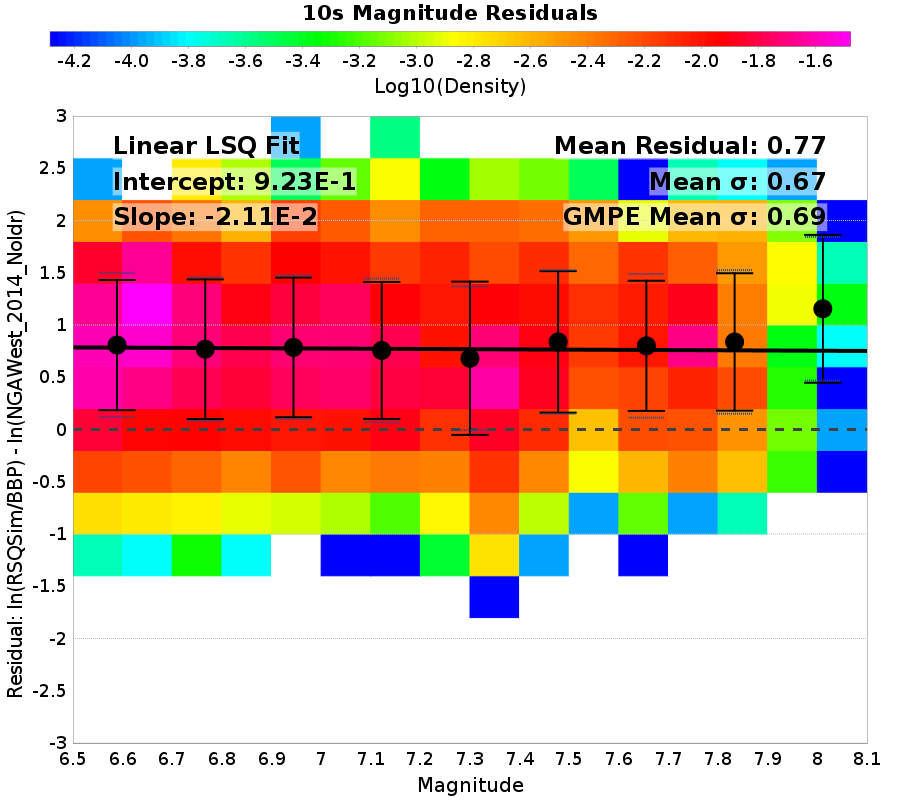 10s Magnitude Residuals
-4.2 -4.0 -3.8 -3.6 -3.4 -3.2 -3.0 -2.8 -2.6 -2.4 -2.2 -2.0 -1.8 -1.6
Log10(Density)
Linear LSQ Fit
Intercept: 9.23E-1
Slope: -2.11E-2
Mean Residual: 0.77
Mean σ: 0.67
GMPE Mean σ: 0.69
Residual: ln(RSQSim/BBP) - ln(NGAWest_2014_NoIdr)
3
2.5
2
1.5
1
0.5
0
-0.5
-1
-1.5
-2
-2.5
-3
6.5 6.6 6.7 6.8 6.9 7 7.1 7.2 7.3 7.4 7.5 7.6 7.7 7.8 7.9 8 8.1
Magnitude